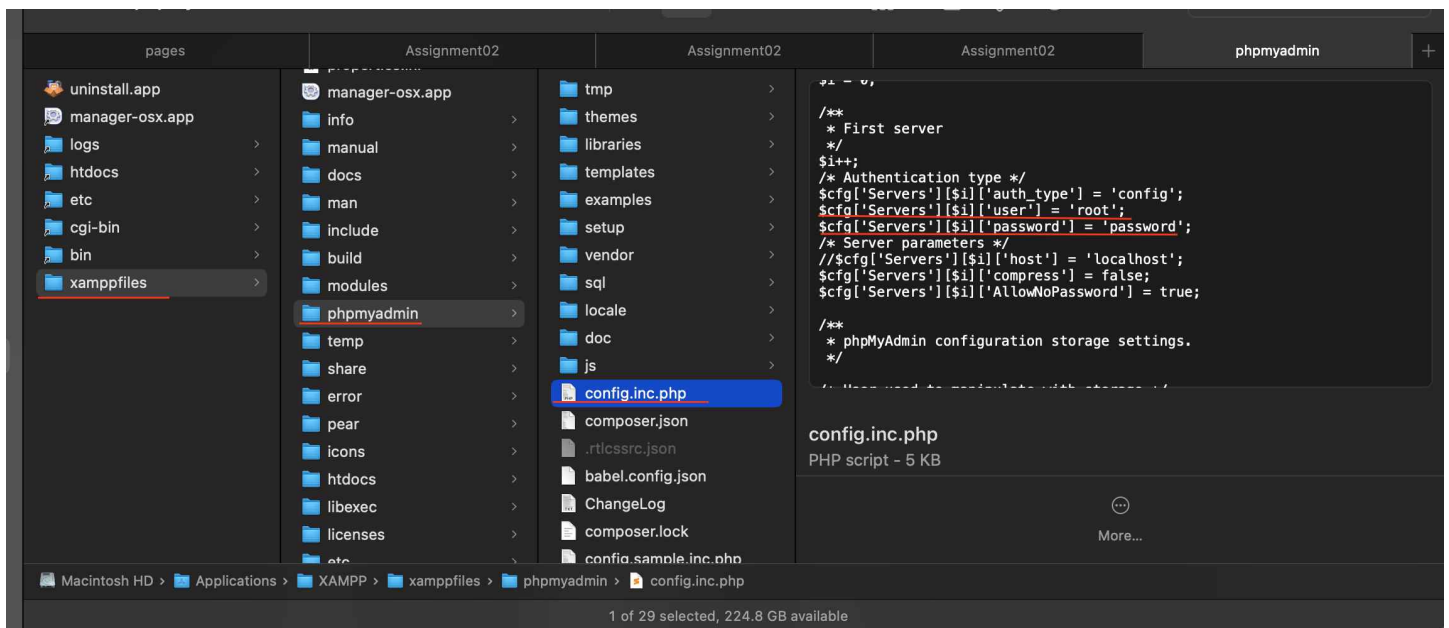 pages
Assignment02
Assignment02
Assignment02
phpmyadmin
+
uninstall.app
manager-osx.app
logs
htdocs
etc
cgi-bin
bin
xamppfiles
manager-osx.app
info
manual
docs
man
include
build
modules
phpmyadmin
temp
share
error
pear
icons
htdocs
libexec
licenses
etc
tmp
themes
libraries
templates
examples
setup
vendor
sql
locale
doc
js
config.inc.php
composer.json
.rtlcssrc.json
babel.config.json
ChangeLog
composer.lock
config.sample.inc.php
$i = 0;
/**
* First server
*/
$i++;
/* Authentication type */
$cfg['Servers'][$i]['auth_type'] = 'config';
$cfg['Servers'][$i]['user'] = 'root';
$cfg['Servers'][$i]['password'] = 'password';
/* Server parameters */
//$cfg['Servers'][$i]['host'] = 'localhost';
$cfg['Servers'][$i]['compress'] = false;
$cfg['Servers'][$i]['AllowNoPassword'] = true;
/**
* phpMyAdmin configuration storage settings.
*/
config.inc.php
PHP script - 5 KB
More...
Macintosh HD > Applications > XAMPP > xamppfiles > phpmyadmin > config.inc.php
1 of 29 selected, 224.8 GB available